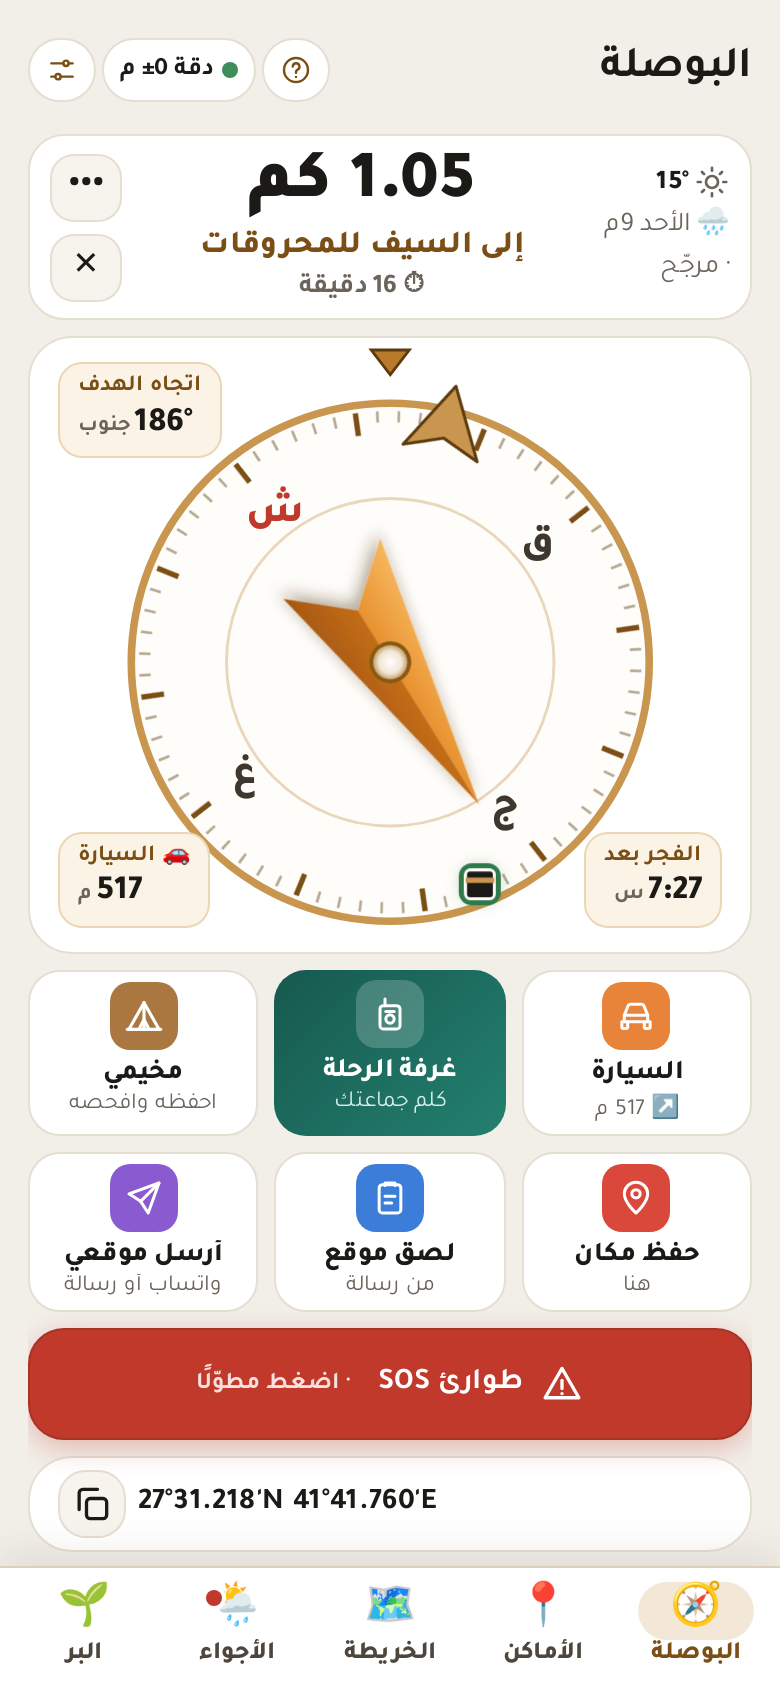 البوصلة
دقة 0± م
1.05 كم
إلى السيف للمحروقات
⏱ 16 دقيقة
15°
الأحد 9م
· مرجّح
اتجاه الهدف
186° جنوب
ش
ق
غ
ج
الفجر بعد
7:27 س
السيارة
517 م
السيارة
↗ 517 م
غرفة الرحلة
كلم جماعتك
مخيمي
احفظه وافحصه
حفظ مكان
هنا
لصق موقع
من رسالة
أرسل موقعي
واتساب أو رسالة
طوارئ SOS · اضغط مطوّلًا
27°31.218′N 41°41.760′E
البوصلة
الأماكن
الخريطة
الأجواء
البر